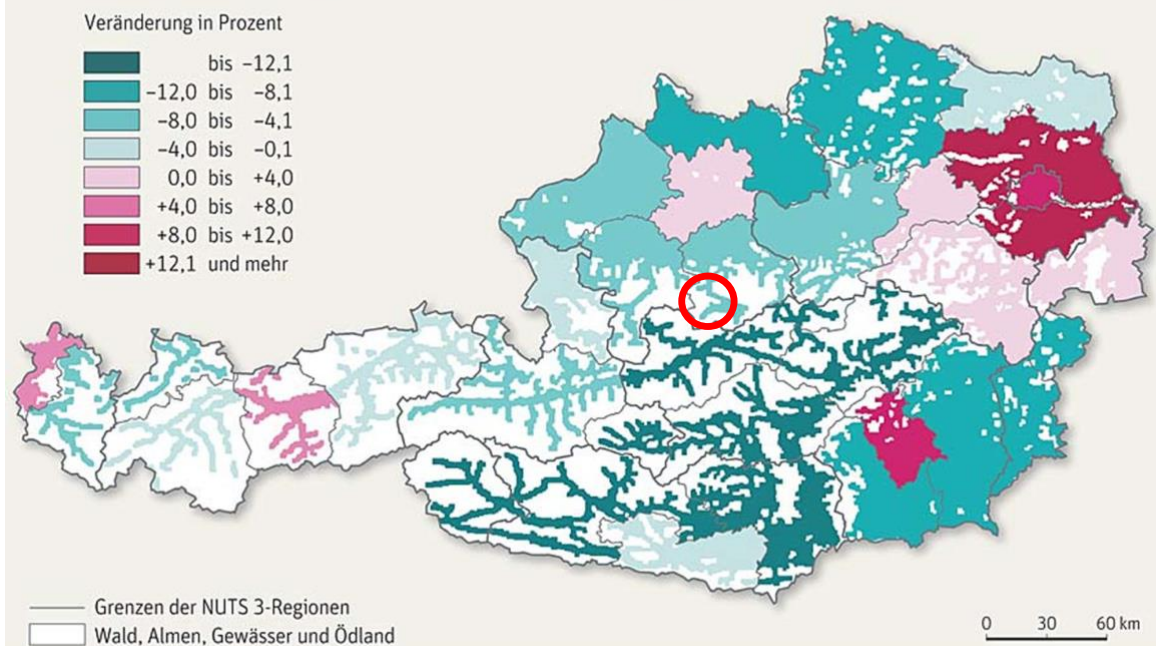 Veränderung in Prozent
bis –12,1
–12,0 bis –8,1
–8,0 bis –4,1
–4,0 bis –0,1
0,0 bis +4,0
+4,0 bis +8,0
+8,0 bis +12,0
+12,1 und mehr
Grenzen der NUTS 3-Regionen
Wald, Almen, Gewässer und Ödland
0 30 60 km